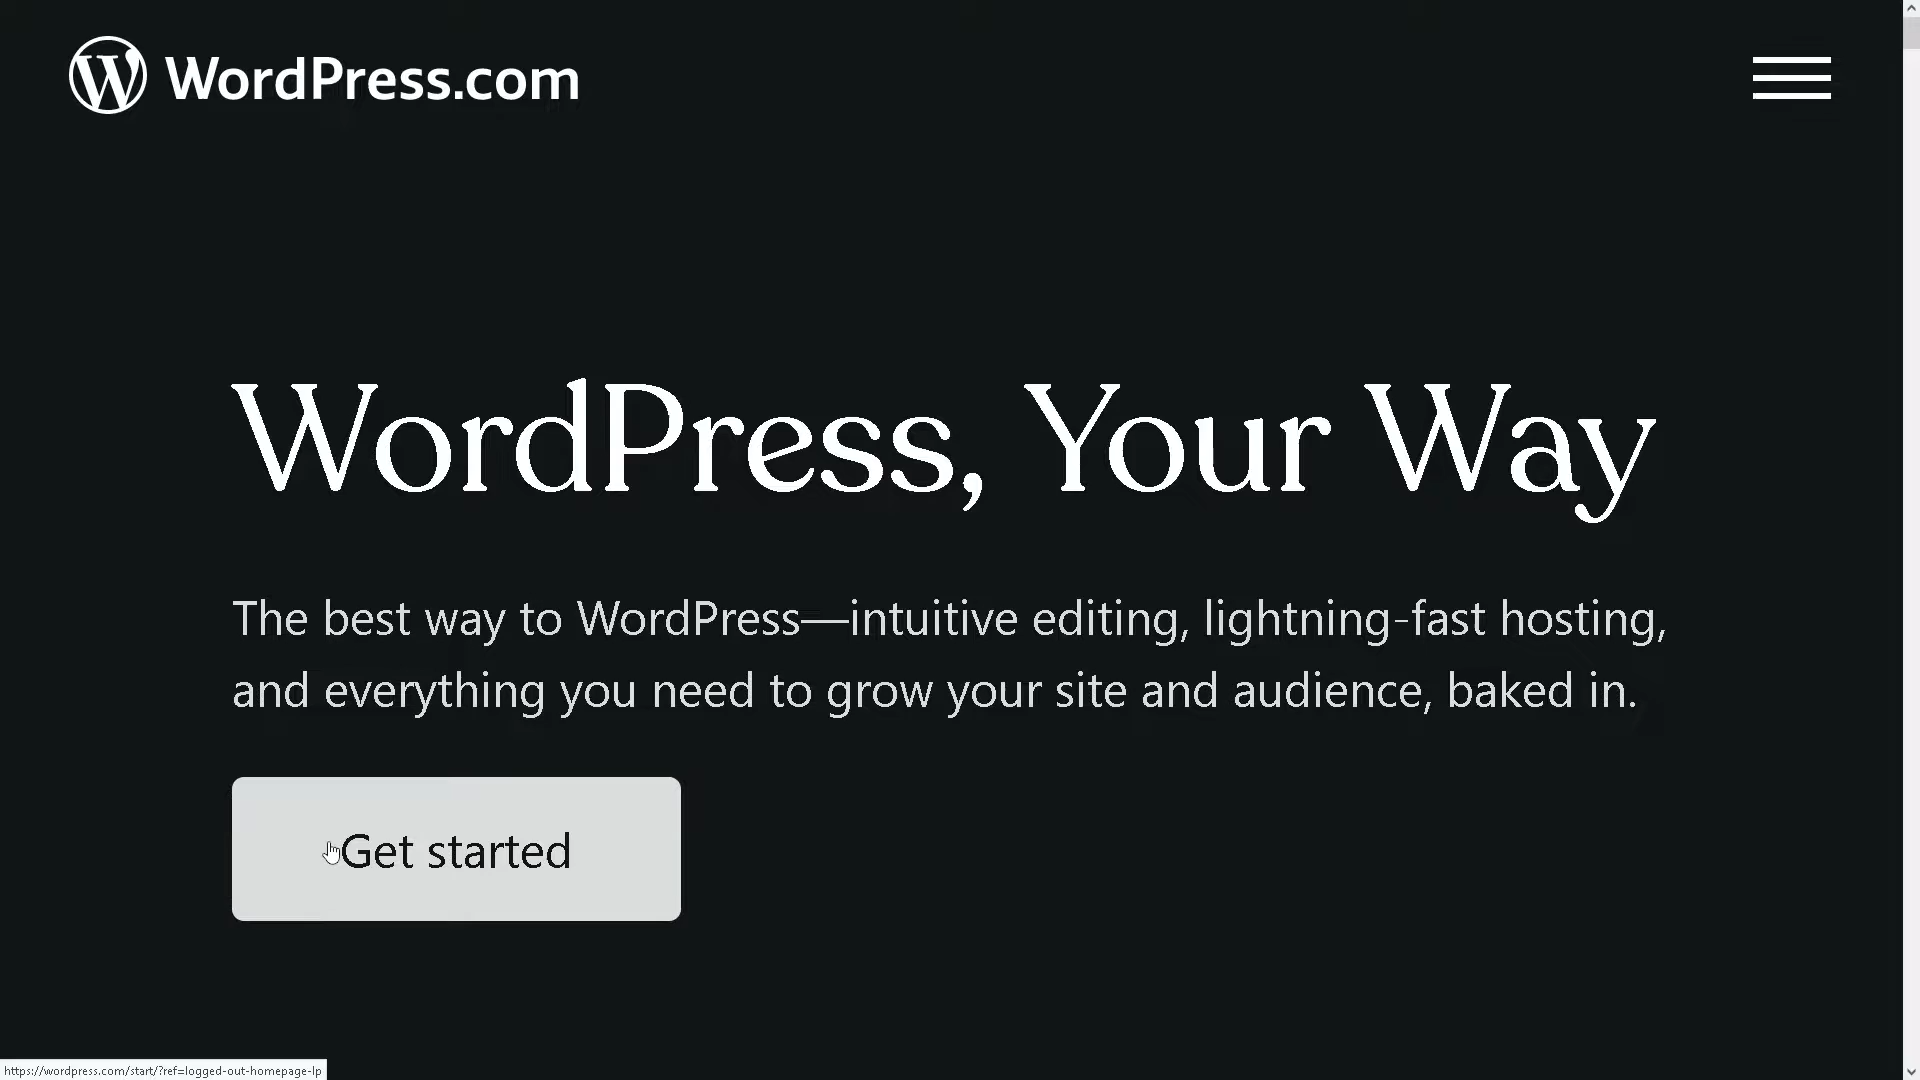 WordPress.com
WordPress, Your Way
The best way to WordPress—intuitive editing, lightning-fast hosting,
and everything you need to grow your site and audience, baked in.
Get started
https://wordpress.com/start/?ref=logged-out-homepage-lp